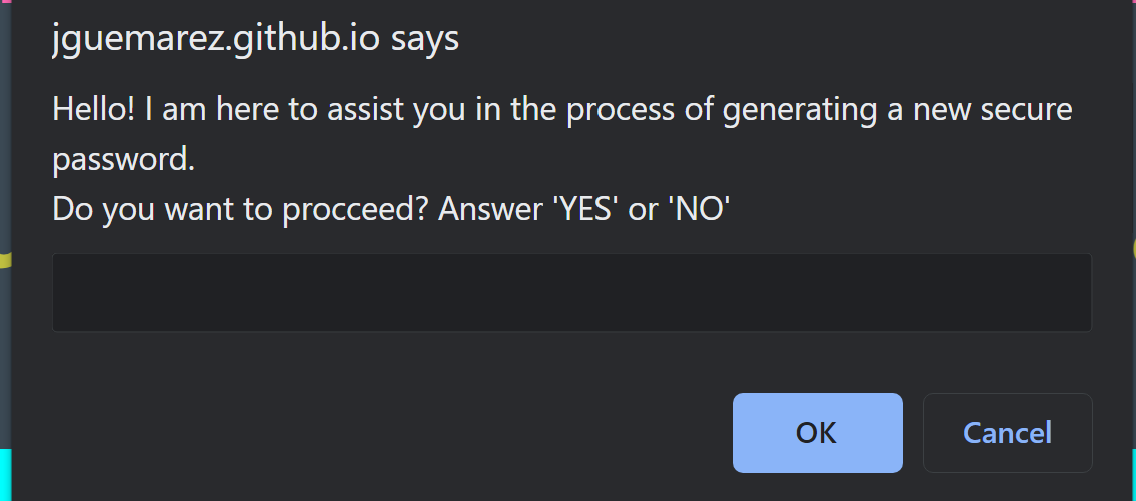 jguemarez.github.io says
Hello! I am here to assist you in the process of generating a new secure
password.
Do you want to procceed? Answer 'YES' or 'NO'
OK
Cancel